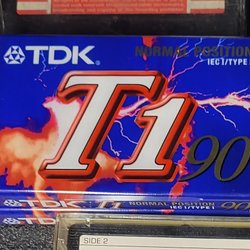 TDK
NORMAL POSITION
IEC I/TYPE I
T1 90
TDK T1 NORMAL POSITION 90
IEC I/TYPE I
SIDE 2